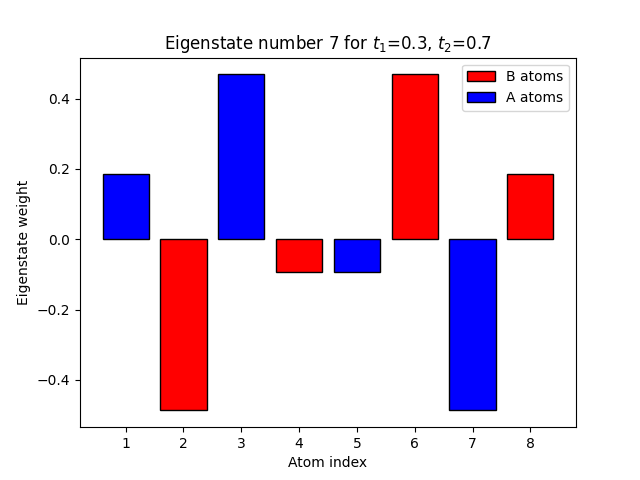 Eigenstate number 7 for t₁=0.3, t₂=0.7
B atoms
A atoms
0.4
0.2
0.0
−0.2
−0.4
Eigenstate weight
1 2 3 4 5 6 7 8
Atom index